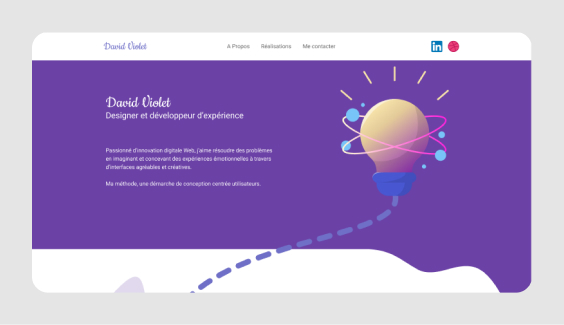 David Violet
A Propos Réalisations Me contacter
in
David Violet
Designer et développeur d'expérience
Passionné d'innovation digitale Web, j'aime résoudre des problèmes
en imaginant et concevant des expériences émotionnelles à travers
d'interfaces agréables et créatives.
Ma méthode, une démarche de conception centrée utilisateurs.